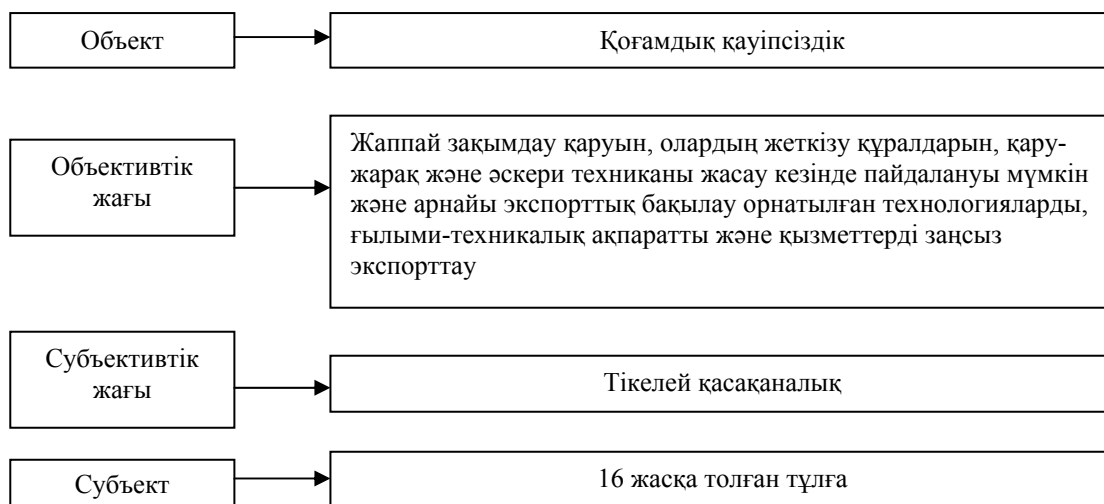 Объект
Қоғамдық қауіпсіздік
Объективтік
жағы
Жаппай зақымдау қаруын, олардың жеткізу құралдарын, қару-
жарақ және әскери техниканы жасау кезінде пайдалануы мүмкін
және арнайы экспорттық бақылау орнатылған технологияларды,
ғылыми-техникалық ақпаратты және қызметтерді заңсыз
экспорттау
Субъективтік
жағы
Тікелей қасақаналық
Субъект
16 жасқа толған тұлға